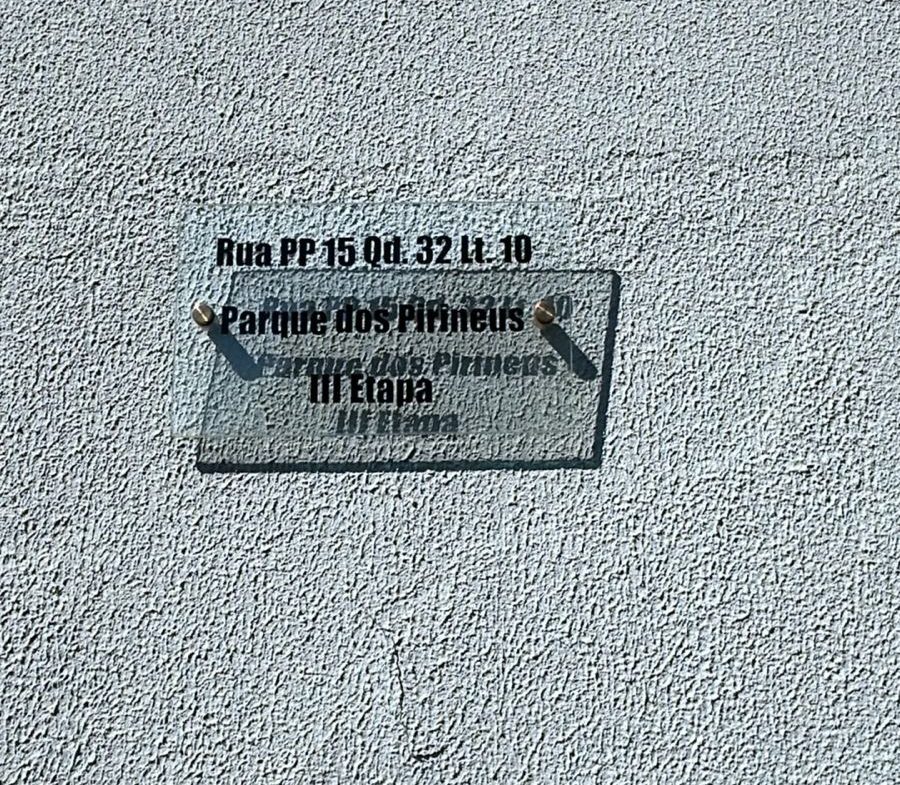 Rua PP 15 Qd. 32 Lt. 10
Parque dos Pirineus
III Etapa